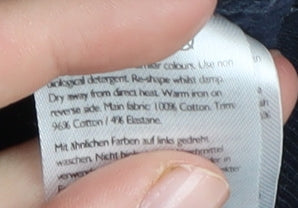 colours. Use non
biological detergent. Re-shape whilst damp.
Dry away from direct heat. Warm iron on
reverse side. Main fabric: 100% Cotton. Trim:
96% Cotton / 4% Elastane.
Mit ähnlichen Farben auf links gedreht
waschen. Nicht